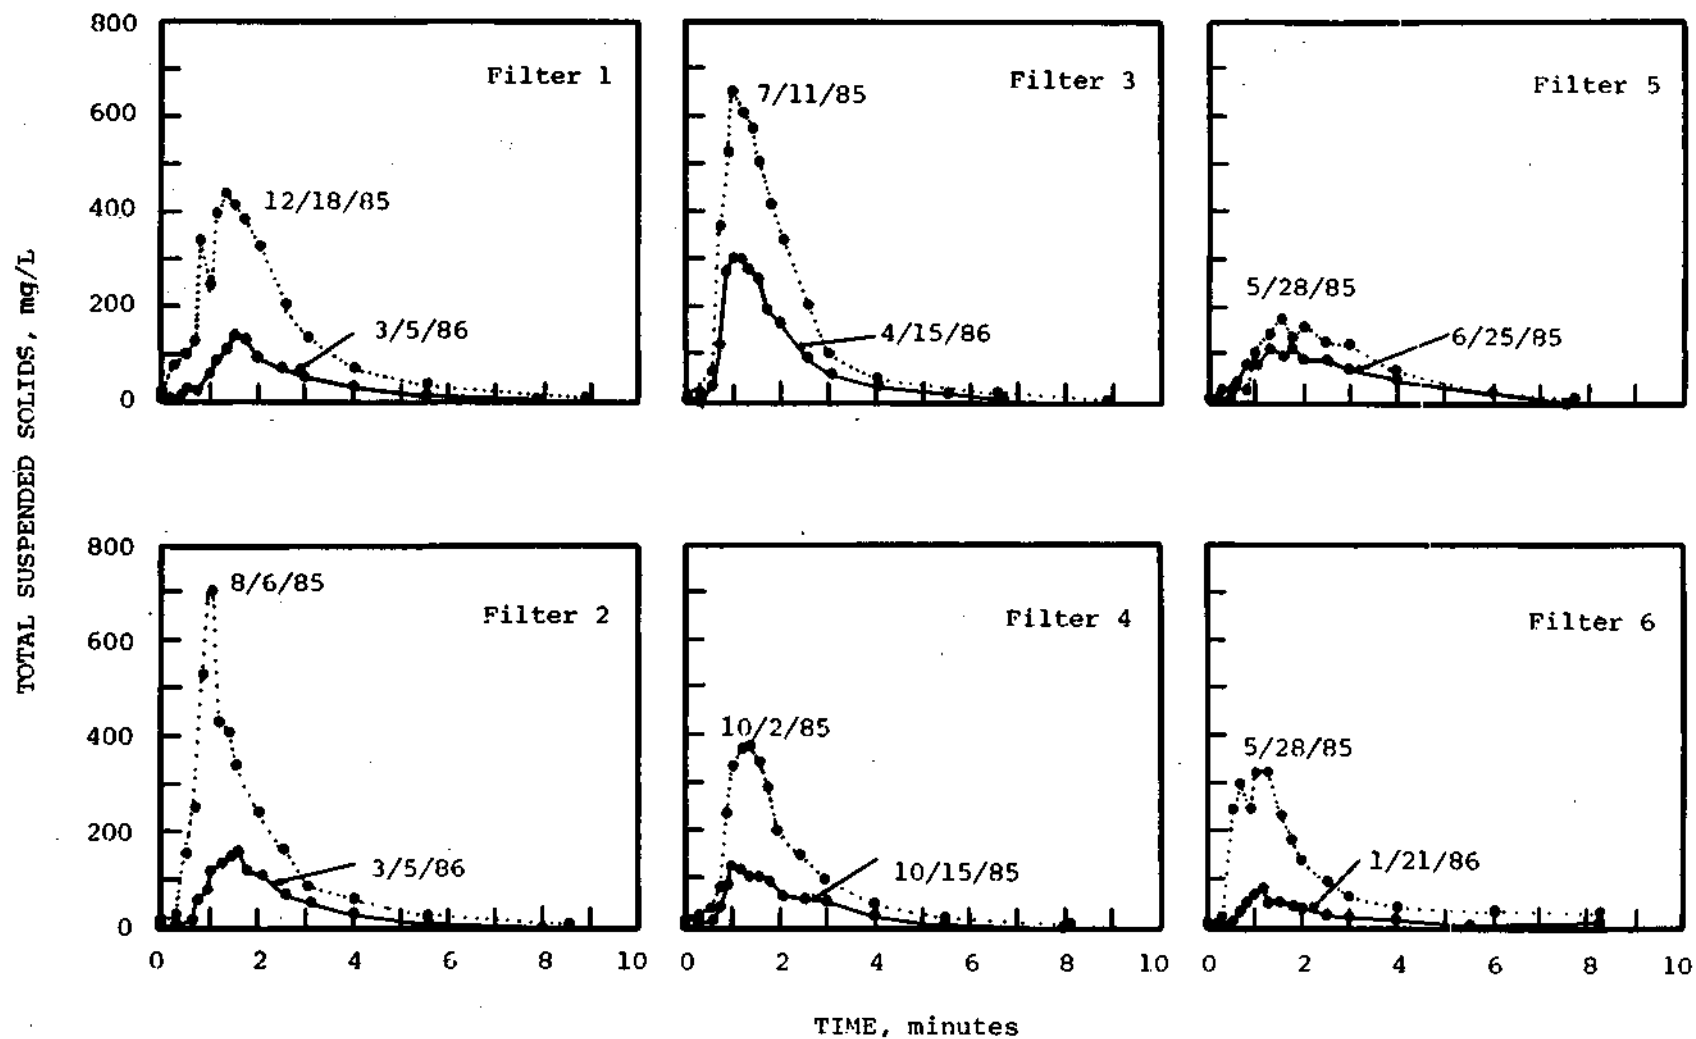 TOTAL SUSPENDED SOLIDS, mg/L
800
600
400
200
0
Filter 1
12/18/85
3/5/86
Filter 3
7/11/85
4/15/86
Filter 5
5/28/85
6/25/85
800
600
400
200
0
Filter 2
8/6/85
3/5/86
0 2 4 6 8 10
Filter 4
10/2/85
10/15/85
0 2 4 6 8 10
Filter 6
5/28/85
1/21/86
0 2 4 6 8 10
TIME, minutes